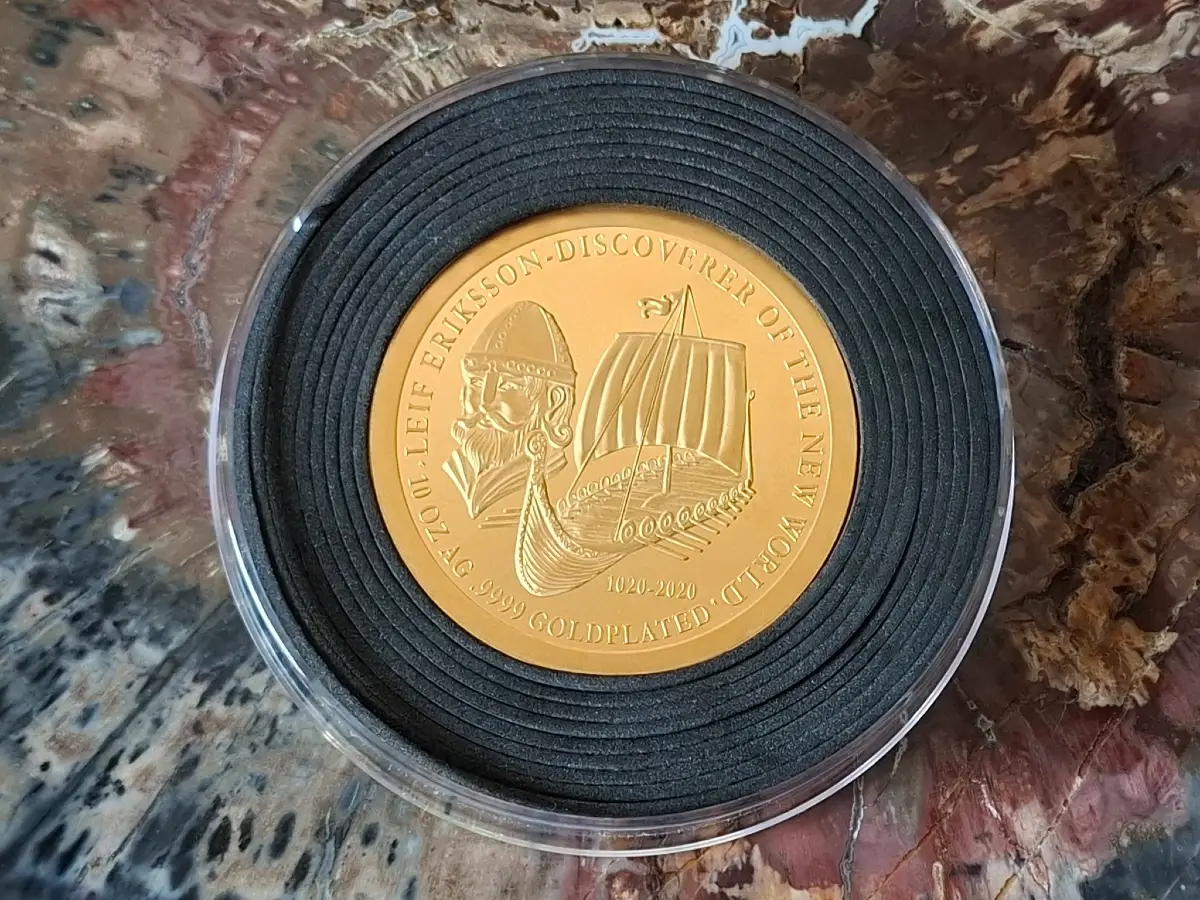 LEIF ERIKSSON-DISCOVERER OF THE NEW WORLD
· 10 OZ AG .9999 GOLDPLATED ·
1020-2020